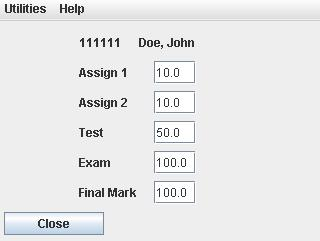 Utilities Help
111111 Doe, John
Assign 1 10.0
Assign 2 10.0
Test 50.0
Exam 100.0
Final Mark 100.0
Close